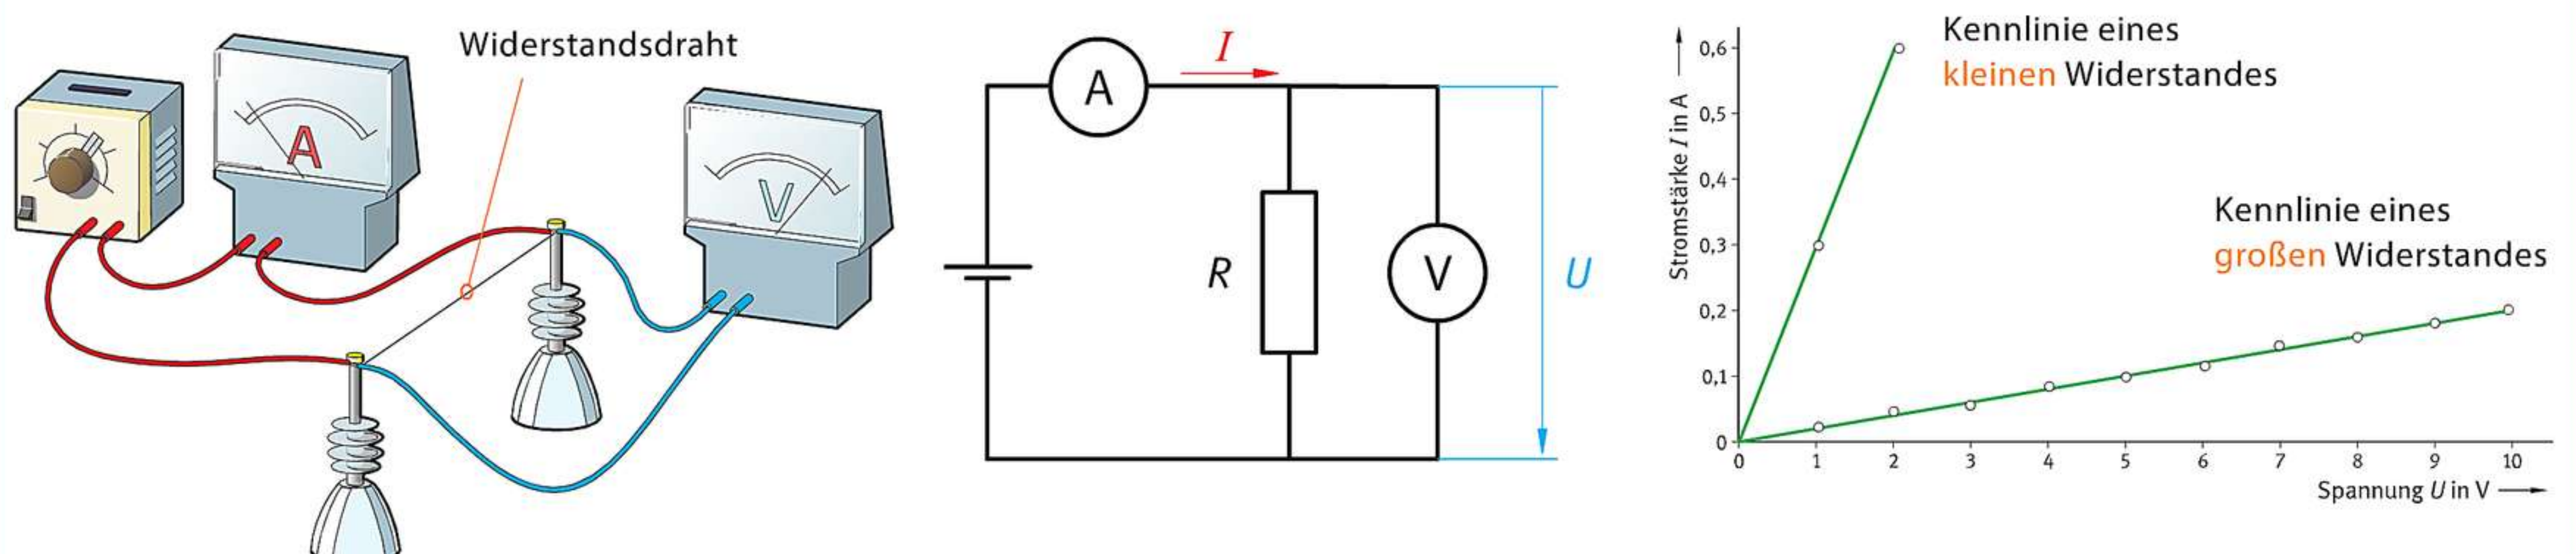 Widerstandsdraht
A
V
I
A
R
V
U
Kennlinie eines
kleinen Widerstandes
Kennlinie eines
großen Widerstandes
Stromstärke I in A
0,6
0,5
0,4
0,3
0,2
0,1
0
0 1 2 3 4 5 6 7 8 9 10
Spannung U in V